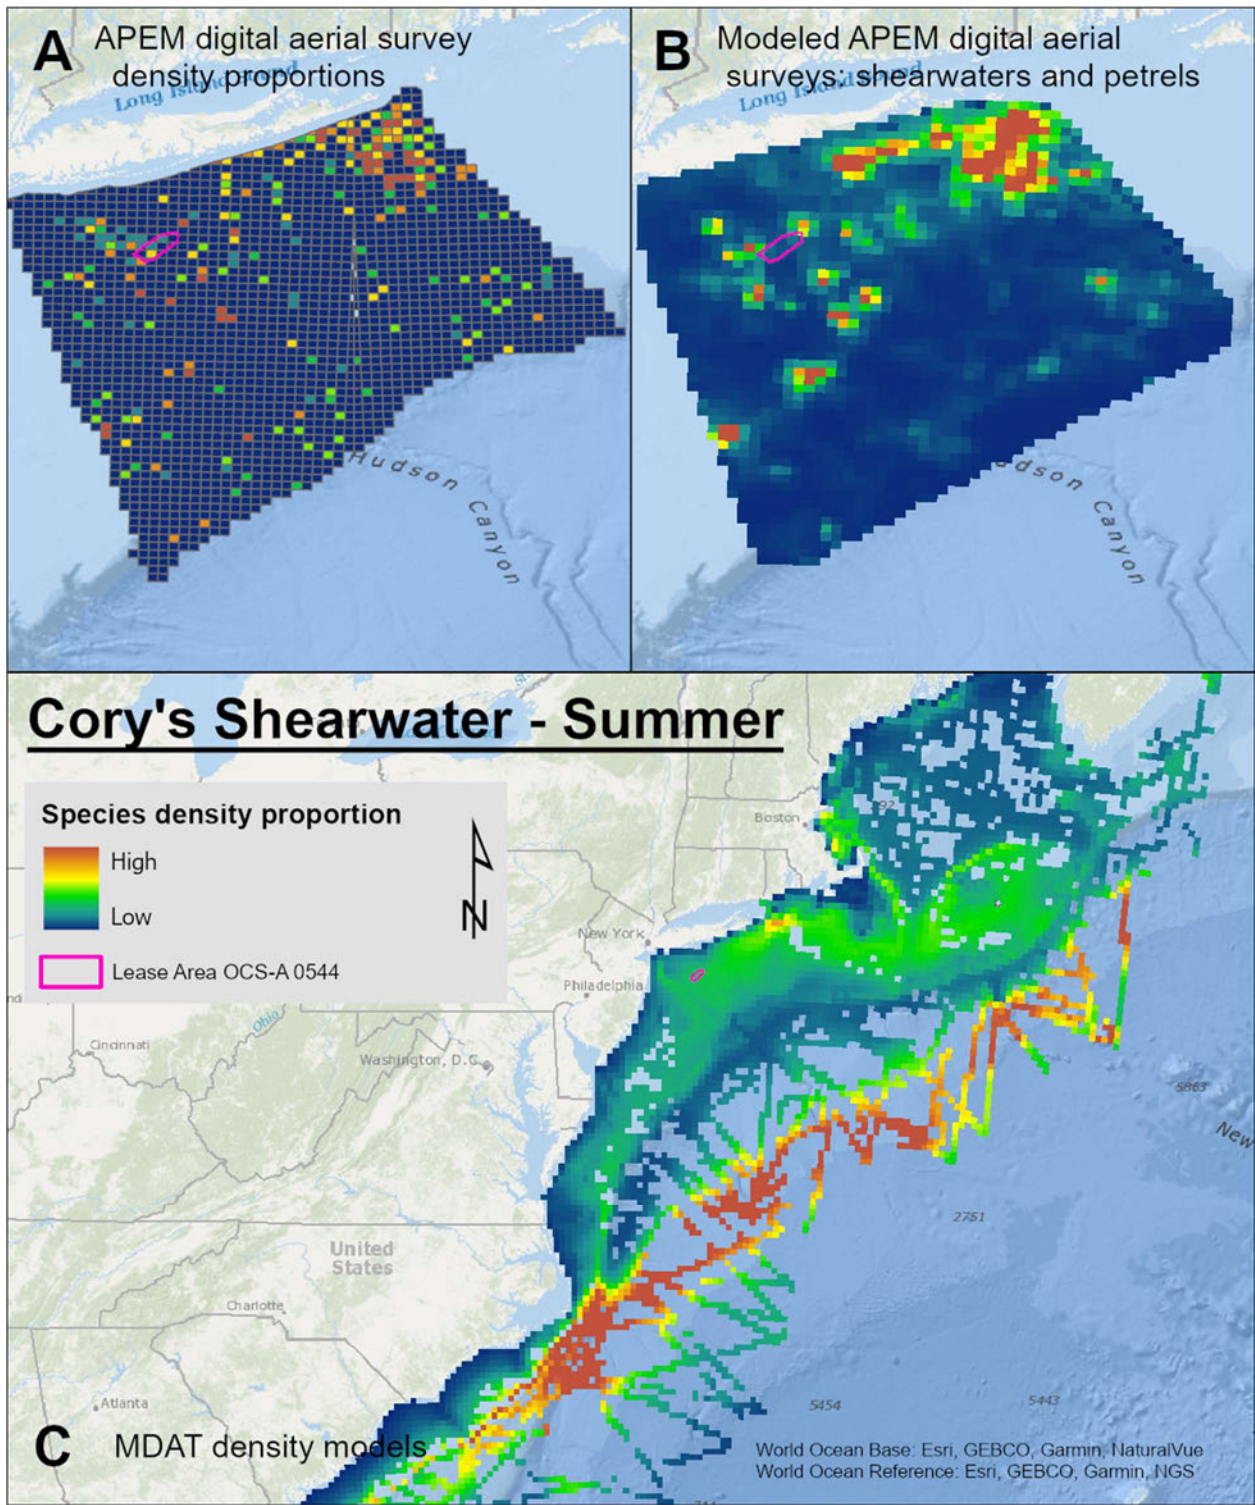 A APEM digital aerial survey
density proportions
Long Island Sound
B Modeled APEM digital aerial
surveys: shearwaters and petrels
Long Island Sound
Hudson Canyon
udson Canyon
Cory's Shearwater - Summer
Species density proportion
High
Low
N
Lease Area OCS-A 0544
Boston
New York
Philadelphia
Ohio
Cincinnati
Washington, D.C.
5863
New
2751
United
States
Charlotte
Atlanta
5454
5443
C MDAT density models
World Ocean Base: Esri, GEBCO, Garmin, NaturalVue
World Ocean Reference: Esri, GEBCO, Garmin, NGS